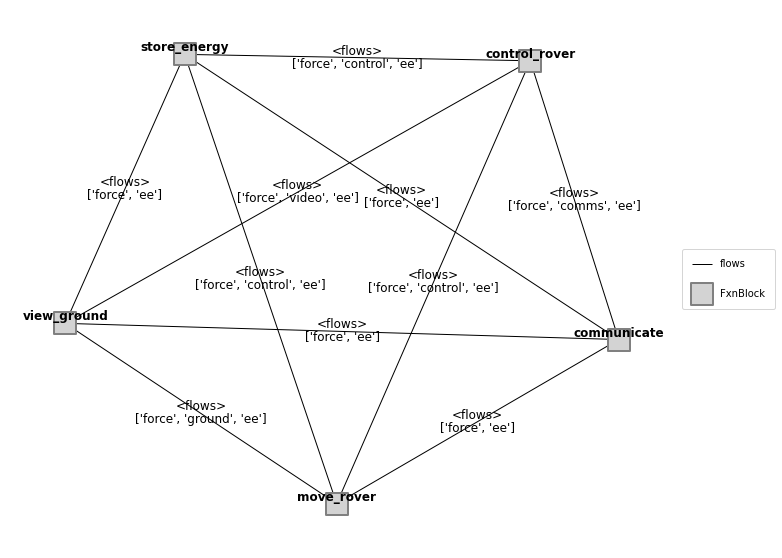 store_energy
control_rover
<flows>
['force', 'control', 'ee']
<flows>
['force', 'ee']
<flows>
['force', 'video', 'ee']
<flows>
['force', 'ee']
<flows>
['force', 'comms', 'ee']
flows
FxnBlock
<flows>
['force', 'control', 'ee']
<flows>
['force', 'control', 'ee']
view_ground
<flows>
['force', 'ee']
communicate
<flows>
['force', 'ground', 'ee']
<flows>
['force', 'ee']
move_rover